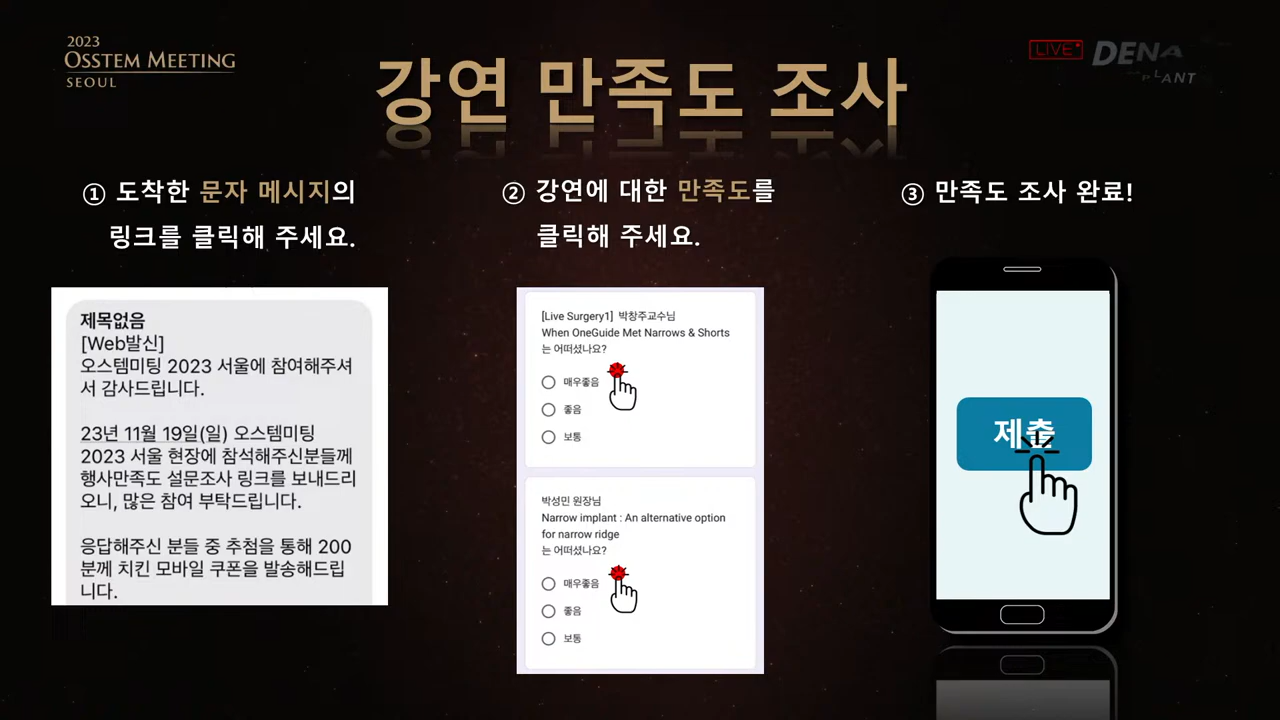 2023
OSSTEM MEETING
SEOUL
LIVE
DENA
PLANT
강연 만족도 조사
① 도착한 문자 메시지의
링크를 클릭해 주세요.
제목없음
[Web발신]
오스템미팅 2023 서울에 참여해주셔
서 감사드립니다.
23년 11월 19일(일) 오스템미팅
2023 서울 현장에 참석해주신분들께
행사만족도 설문조사 링크를 보내드리
오니, 많은 참여 부탁드립니다.
응답해주신 분들 중 추첨을 통해 200
분께 치킨 모바일 쿠폰을 발송해드립
니다.
② 강연에 대한 만족도를
클릭해 주세요.
[Live Surgery1] 박창주교수님
When OneGuide Met Narrows & Shorts
는 어떠셨나요?
매우좋음
좋음
보통
박성민 원장님
Narrow implant : An alternative option
for narrow ridge
는 어떠셨나요?
매우좋음
좋음
보통
③ 만족도 조사 완료!
제출